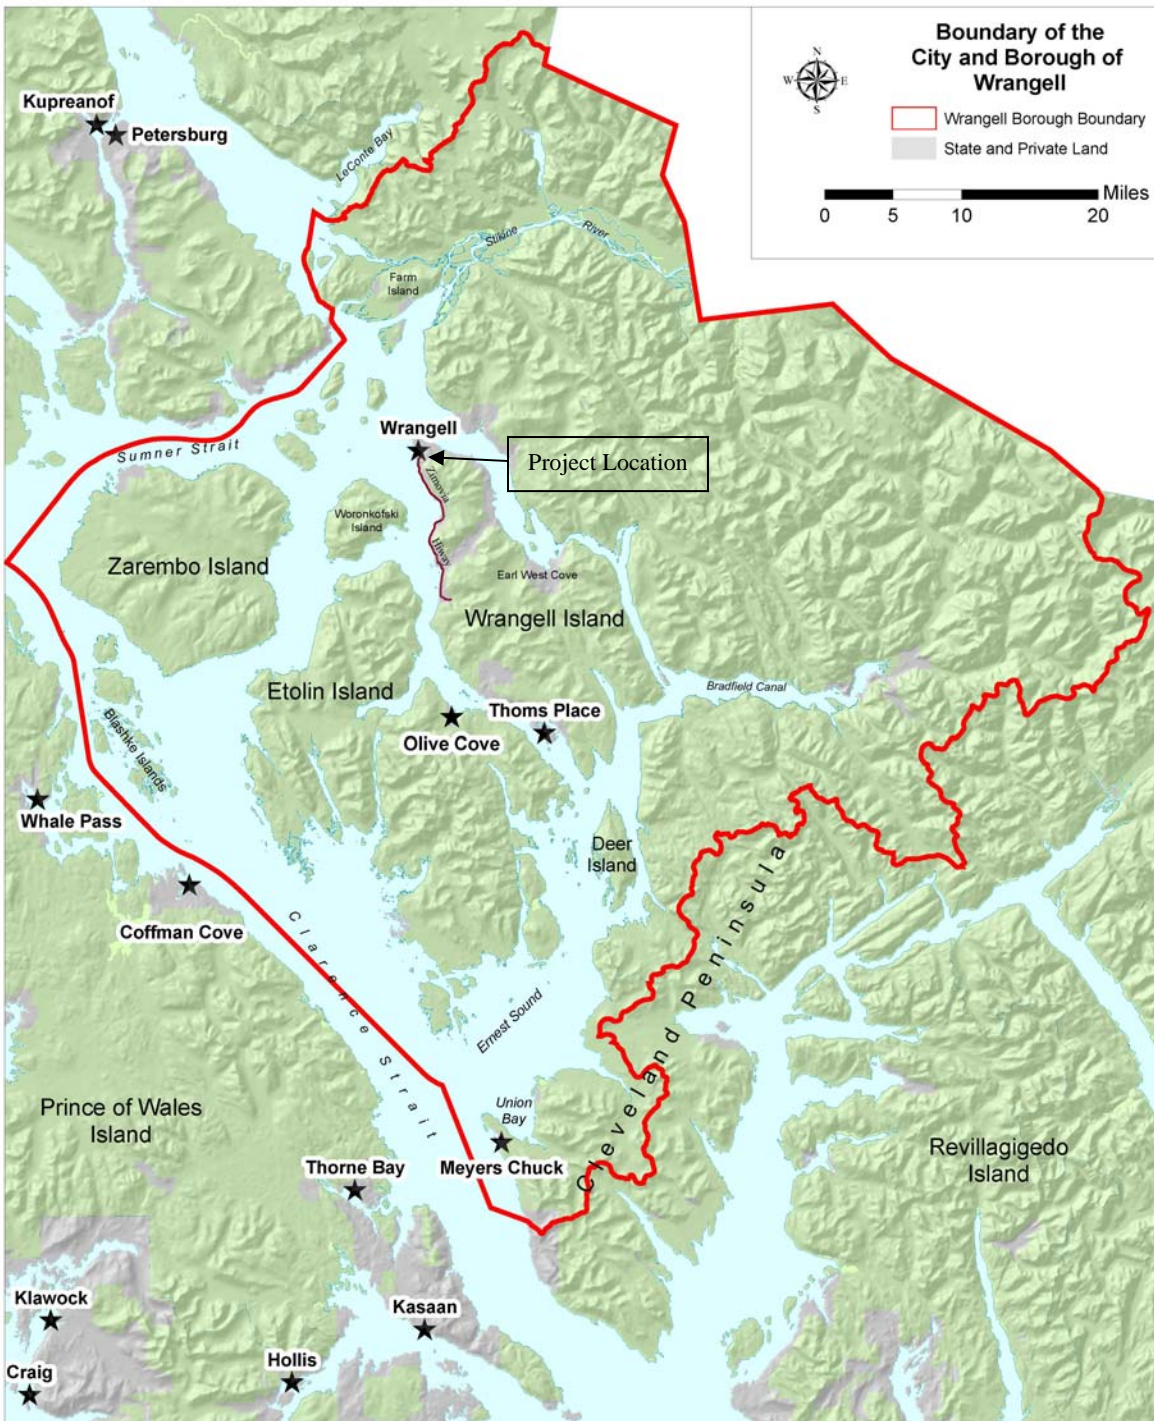 Boundary of the
City and Borough of
Wrangell
N
W E
S
Wrangell Borough Boundary
State and Private Land
Miles
0 5 10 20
Kupreanof
Petersburg
LeConte Bay
Stikine
River
Farm
Island
Sumner Strait
Wrangell
Project Location
Zimovia
Hiway
Woronkofski
Island
Zarembo Island
Earl West Cove
Wrangell Island
Etolin Island
Bradfield Canal
Thoms Place
Olive Cove
Blashke Islands
Whale Pass
Deer
Island
Coffman Cove
Clarence Strait
Cleveland Peninsula
Ernest Sound
Union
Bay
Prince of Wales
Island
Meyers Chuck
Revillagigedo
Island
Thorne Bay
Klawock
Kasaan
Hollis
Craig